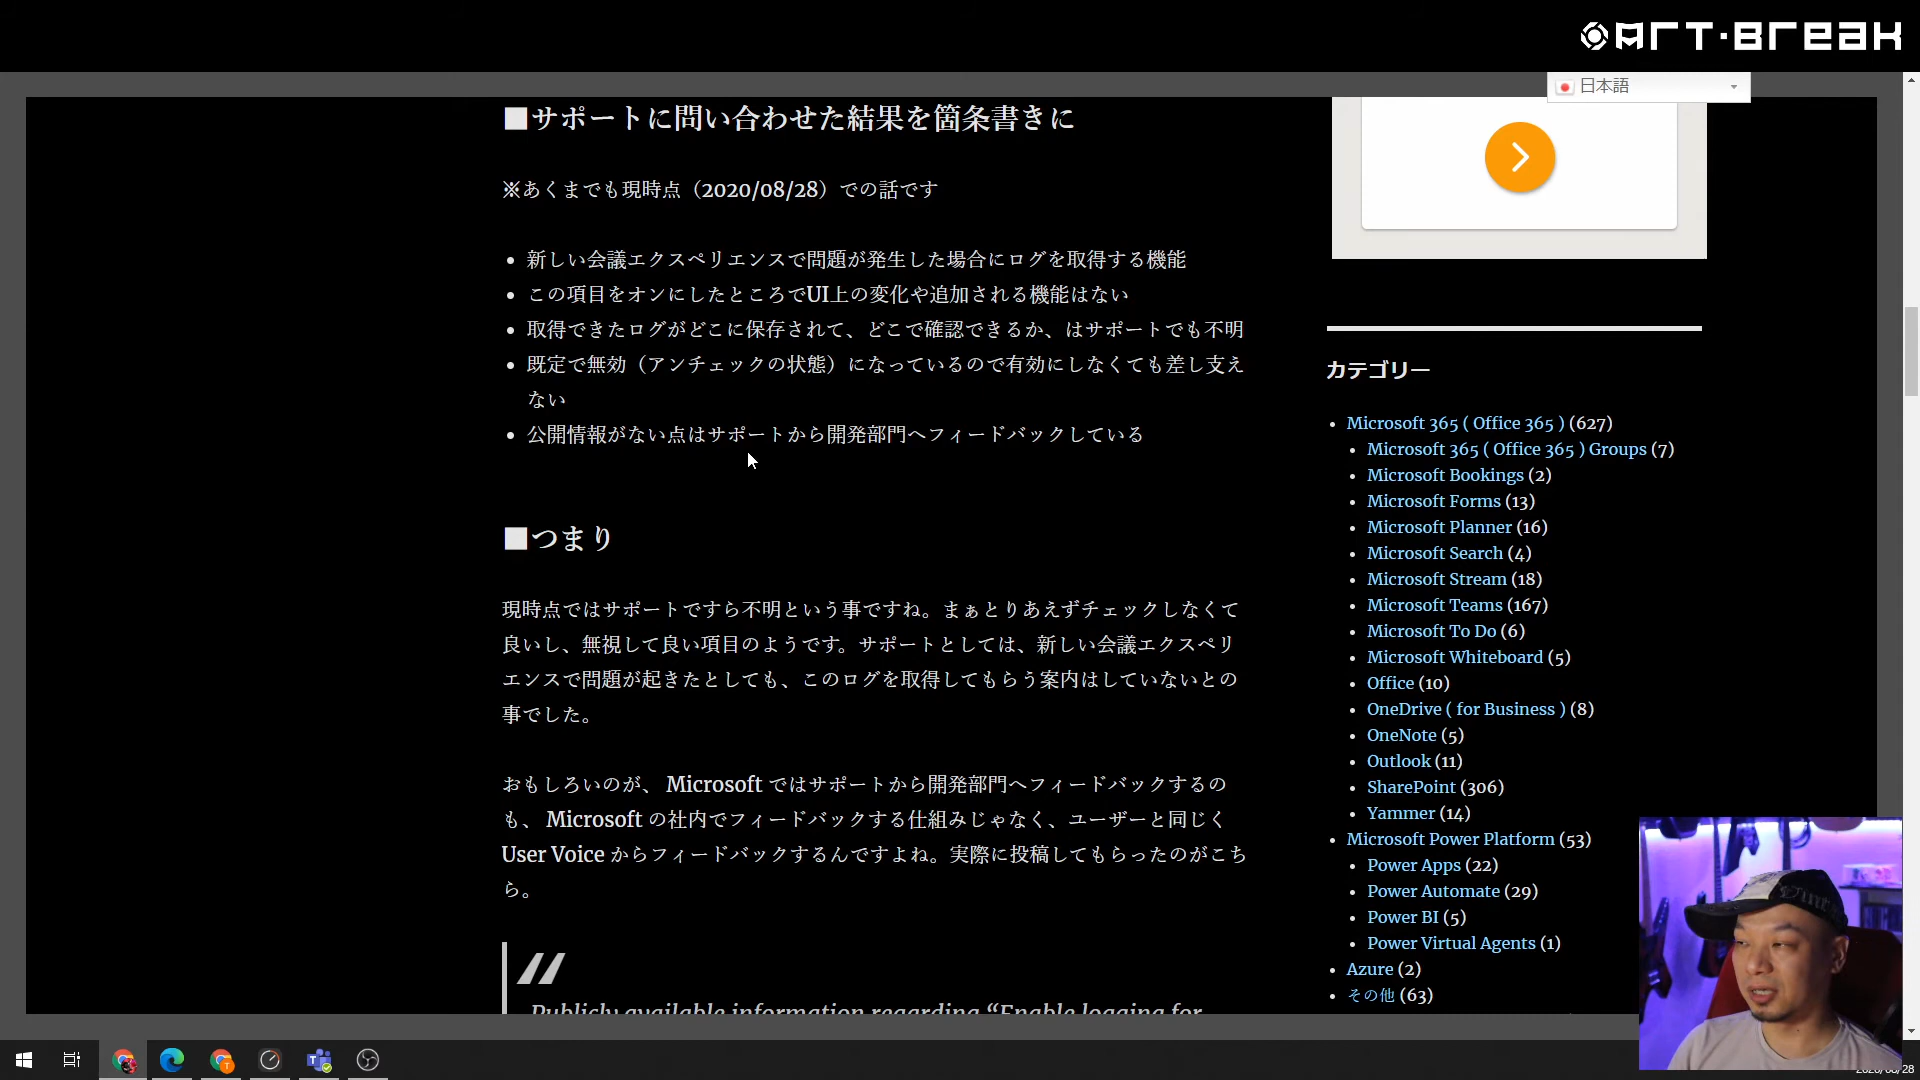 ART·Break
日本語
■サポートに問い合わせた結果を箇条書きに
※あくまでも現時点（2020/08/28）での話です
• 新しい会議エクスペリエンスで問題が発生した場合にログを取得する機能
• この項目をオンにしたところでUI上の変化や追加される機能はない
• 取得できたログがどこに保存されて、どこで確認できるか、はサポートでも不明
• 既定で無効（アンチェックの状態）になっているので有効にしなくても差し支え
ない
• 公開情報がない点はサポートから開発部門へフィードバックしている
■つまり
現時点ではサポートですら不明という事ですね。まぁとりあえずチェックしなくて
良いし、無視して良い項目のようです。サポートとしては、新しい会議エクスペリ
エンスで問題が起きたとしても、このログを取得してもらう案内はしていないとの
事でした。
おもしろいのが、 Microsoft ではサポートから開発部門へフィードバックするの
も、 Microsoft の社内でフィードバックする仕組みじゃなく、ユーザーと同じく
User Voice からフィードバックするんですよね。実際に投稿してもらったのがこち
ら。
Publicly available information regarding “Enable logging for
カテゴリー
• Microsoft 365 ( Office 365 ) (627)
• Microsoft 365 ( Office 365 ) Groups (7)
• Microsoft Bookings (2)
• Microsoft Forms (13)
• Microsoft Planner (16)
• Microsoft Search (4)
• Microsoft Stream (18)
• Microsoft Teams (167)
• Microsoft To Do (6)
• Microsoft Whiteboard (5)
• Office (10)
• OneDrive ( for Business ) (8)
• OneNote (5)
• Outlook (11)
• SharePoint (306)
• Yammer (14)
• Microsoft Power Platform (53)
• Power Apps (22)
• Power Automate (29)
• Power BI (5)
• Power Virtual Agents (1)
• Azure (2)
• その他 (63)